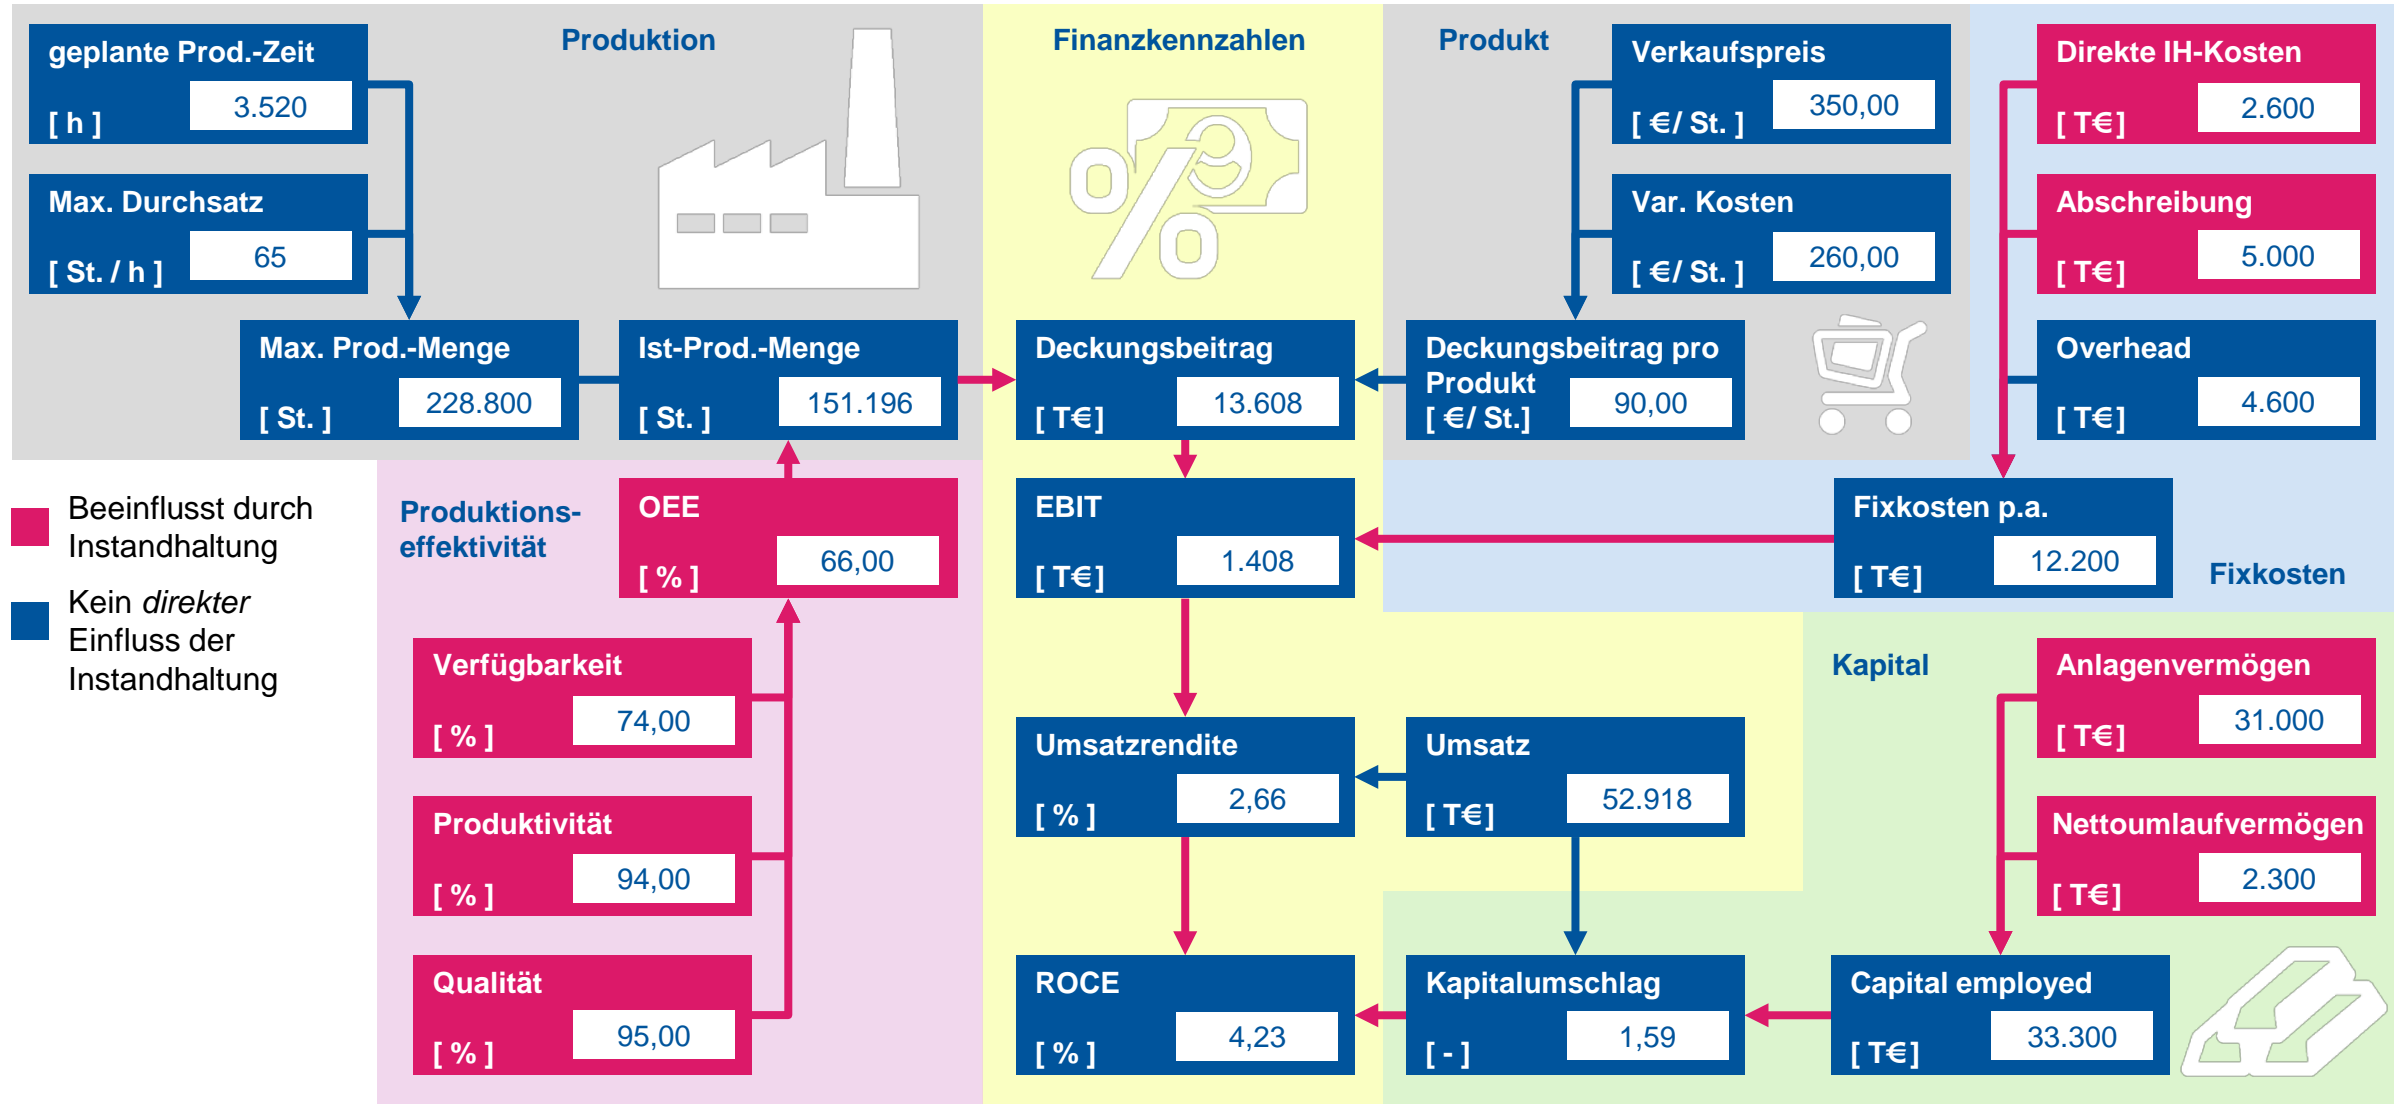 Produktion
geplante Prod.-Zeit
3.520
[ h ]
Max. Durchsatz
65
[ St. / h ]
Max. Prod.-Menge
228.800
[ St. ]
Ist-Prod.-Menge
151.196
[ St. ]
Finanzkennzahlen
Deckungsbeitrag
13.608
[ T€]
Produkt
Verkaufspreis
350,00
[ €/ St. ]
Var. Kosten
260,00
[ €/ St. ]
Deckungsbeitrag pro
Produkt
90,00
[ €/ St.]
Direkte IH-Kosten
2.600
[ T€]
Abschreibung
5.000
[ T€]
Overhead
4.600
[ T€]
Beeinflusst durch
Instandhaltung
Kein direkter
Einfluss der
Instandhaltung
Produktions-
effektivität
OEE
66,00
[ % ]
Verfügbarkeit
74,00
[ % ]
Produktivität
94,00
[ % ]
Qualität
95,00
[ % ]
EBIT
1.408
[ T€]
Fixkosten p.a.
12.200
[ T€]
Fixkosten
Umsatzrendite
2,66
[ % ]
Umsatz
52.918
[ T€]
Kapital
Anlagenvermögen
31.000
[ T€]
Nettoumlaufvermögen
2.300
[ T€]
ROCE
4,23
[ % ]
Kapitalumschlag
1,59
[ - ]
Capital employed
33.300
[ T€]
%